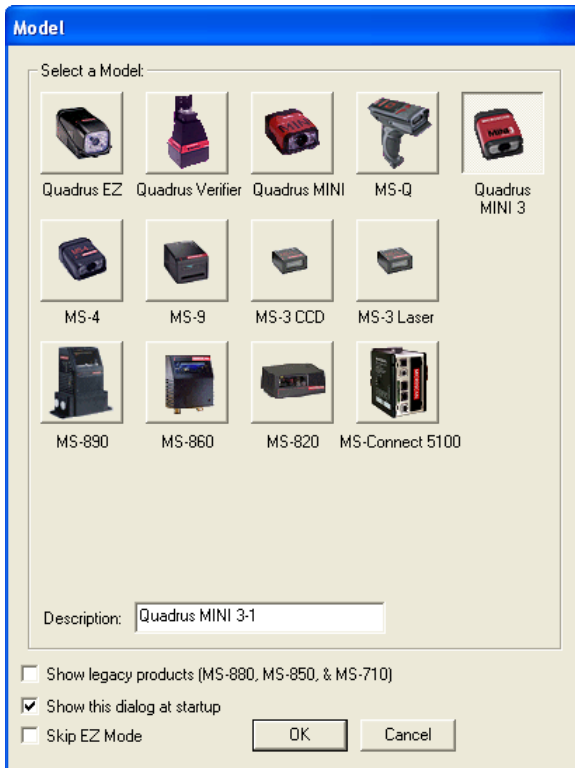 Model
Select a Model:
Quadrus EZ Quadrus Verifier Quadrus MINI MS-Q Quadrus MINI 3
MS-4 MS-9 MS-3 CCD MS-3 Laser
MS-890 MS-860 MS-820 MS-Connect 5100
Description: Quadrus MINI 3-1
Show legacy products (MS-880, MS-850, & MS-710)
Show this dialog at startup
Skip EZ Mode OK Cancel